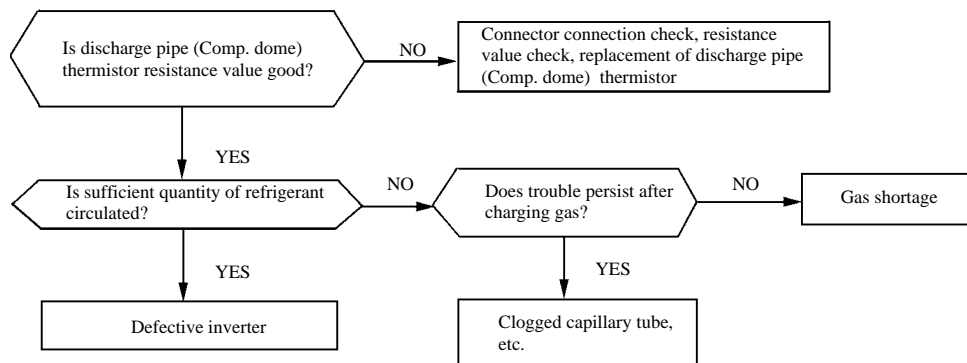 Is discharge pipe (Comp. dome)
thermistor resistance value good?
NO
Connector connection check, resistance
value check, replacement of discharge pipe
(Comp. dome) thermistor
YES
Is sufficient quantity of refrigerant
circulated?
NO
Does trouble persist after
charging gas?
NO
Gas shortage
YES
YES
Defective inverter
Clogged capillary tube,
etc.